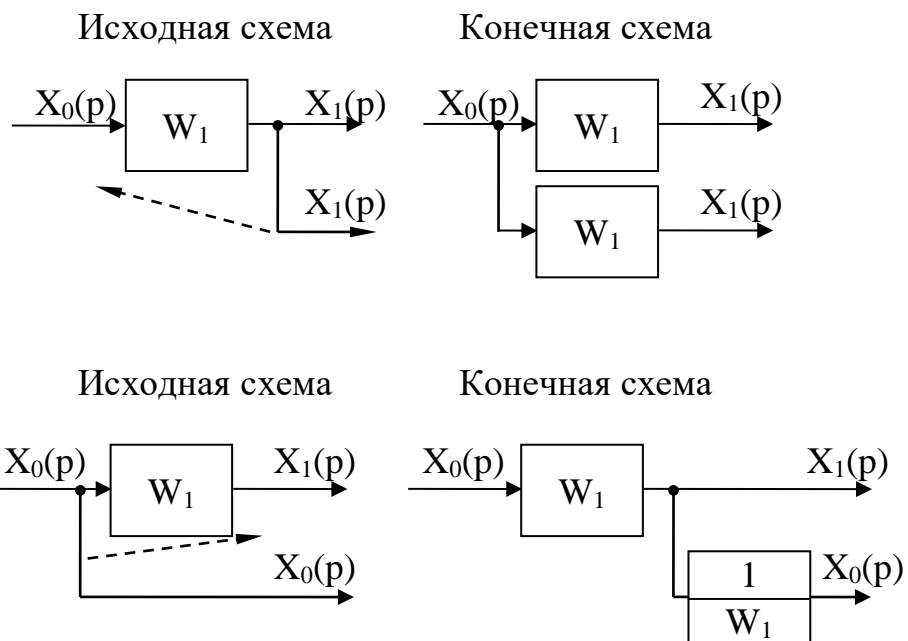 Исходная схема Конечная схема
X₀(p) W₁ X₁(p) X₀(p) W₁ X₁(p)
X₁(p) W₁ X₁(p)
Исходная схема Конечная схема
X₀(p) W₁ X₁(p) X₀(p) W₁ X₁(p)
X₀(p) 1 X₀(p)
W₁